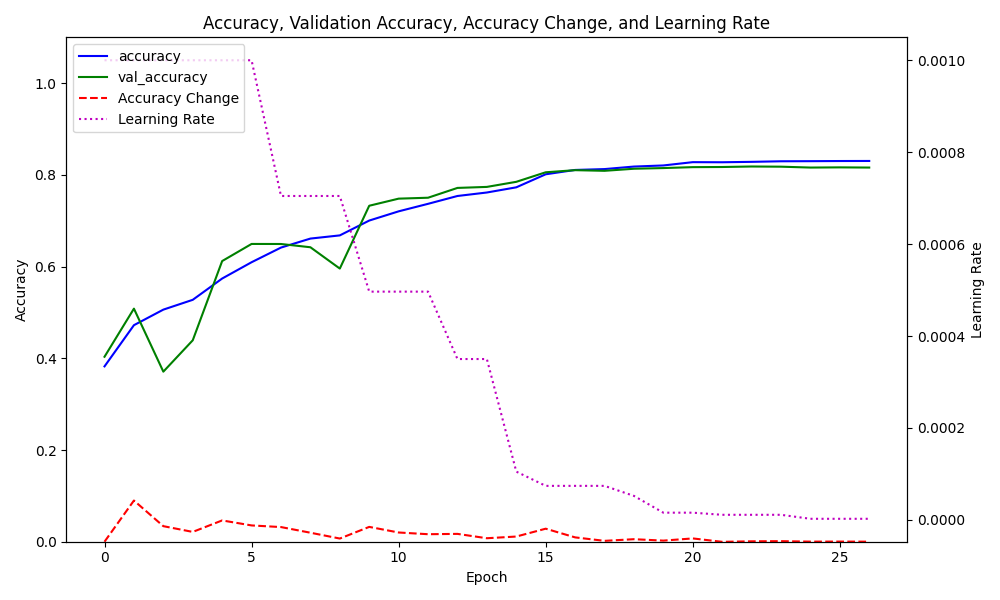 Accuracy, Validation Accuracy, Accuracy Change, and Learning Rate
accuracy
val_accuracy
Accuracy Change
Learning Rate
Accuracy
1.0
0.8
0.6
0.4
0.2
0.0
0
5
10
15
20
25
Epoch
0.0010
0.0008
0.0006
0.0004
0.0002
0.0000
Learning Rate